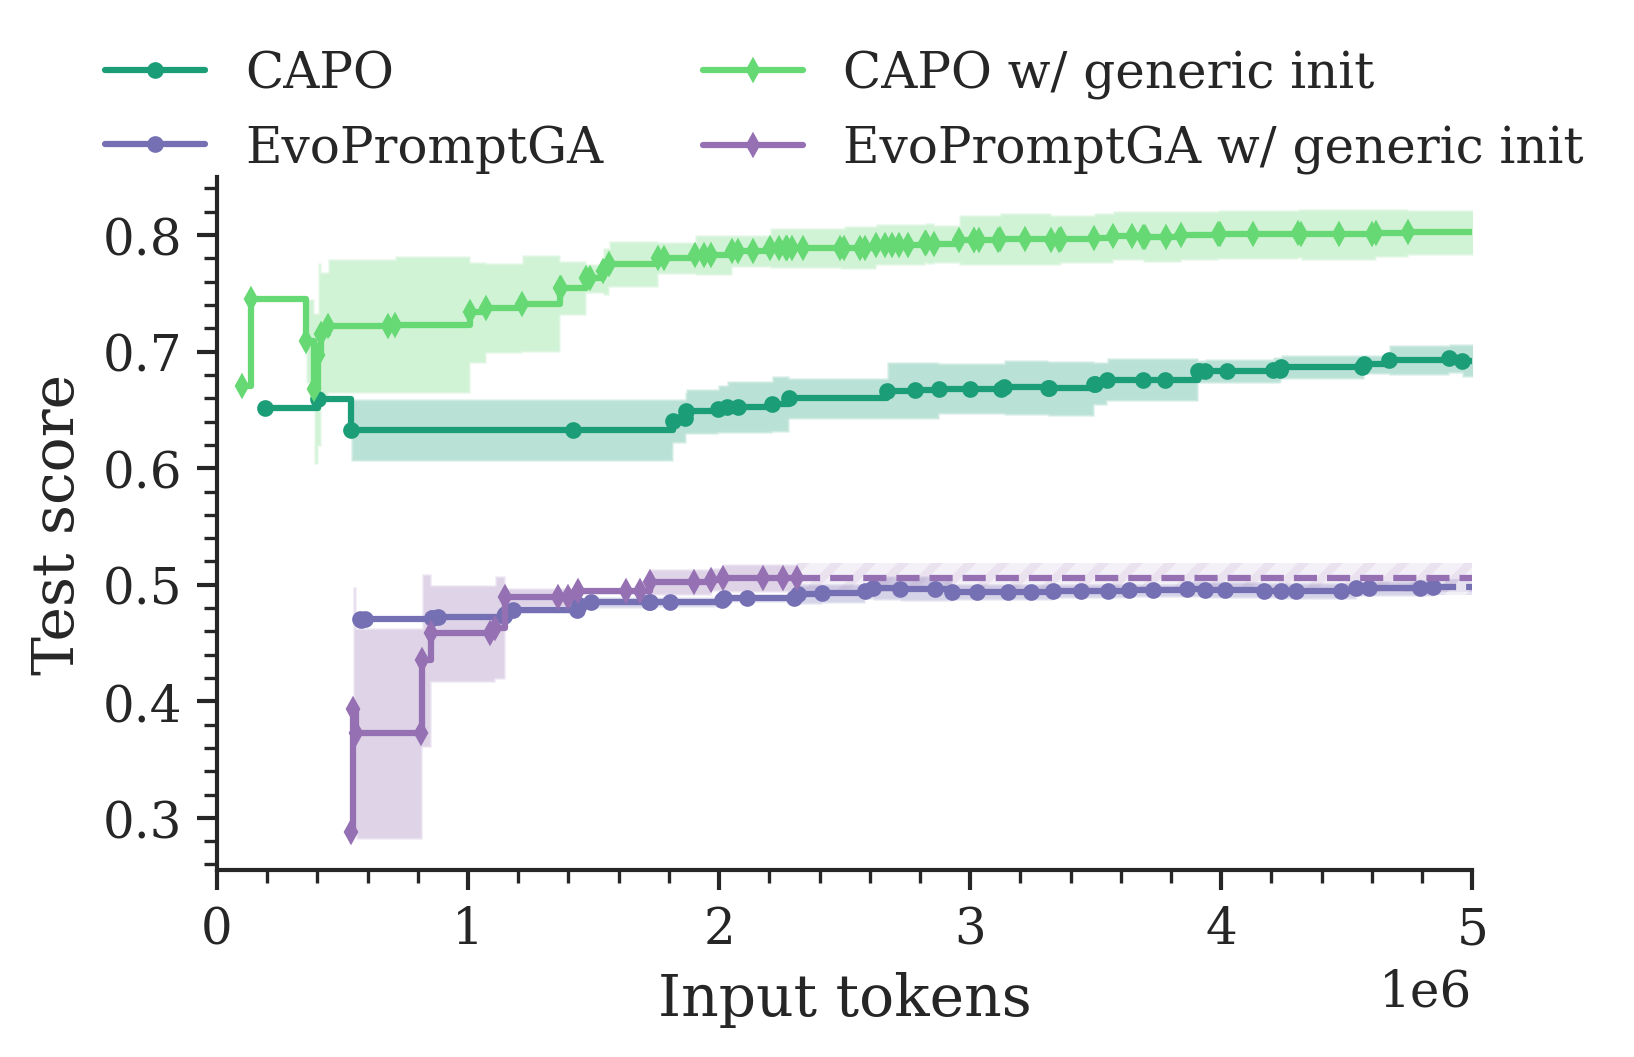 CAPO
CAPO w/ generic init
EvoPromptGA
EvoPromptGA w/ generic init
0.8
0.7
0.6
0.5
0.4
0.3
Test score
0 1 2 3 4 5
1e6
Input tokens